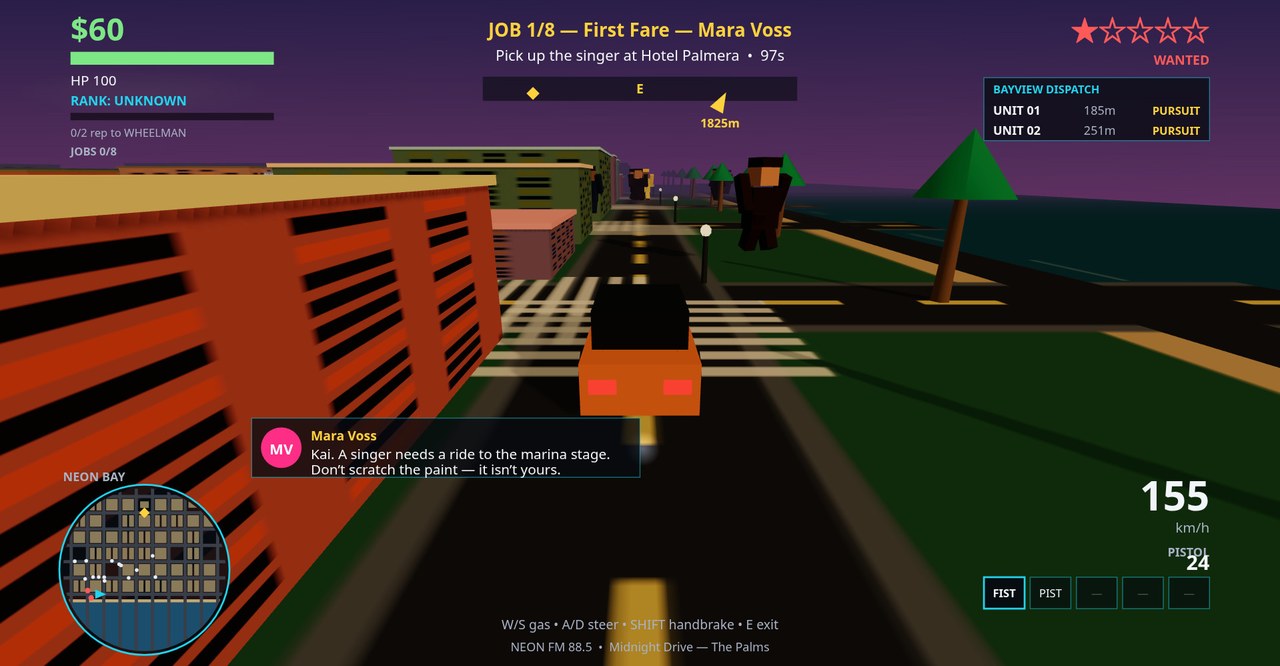 $60
HP 100
RANK: UNKNOWN
0/2 rep to WHEELMAN
JOBS 0/8
JOB 1/8 — First Fare — Mara Voss
Pick up the singer at Hotel Palmera • 97s
E
1825m
WANTED
BAYVIEW DISPATCH
UNIT 01 185m PURSUIT
UNIT 02 251m PURSUIT
MV
Mara Voss
Kai. A singer needs a ride to the marina stage.
Don’t scratch the paint — it isn’t yours.
NEON BAY
155
km/h
PISTOL
24
FIST PIST — — —
W/S gas • A/D steer • SHIFT handbrake • E exit
NEON FM 88.5 • Midnight Drive — The Palms